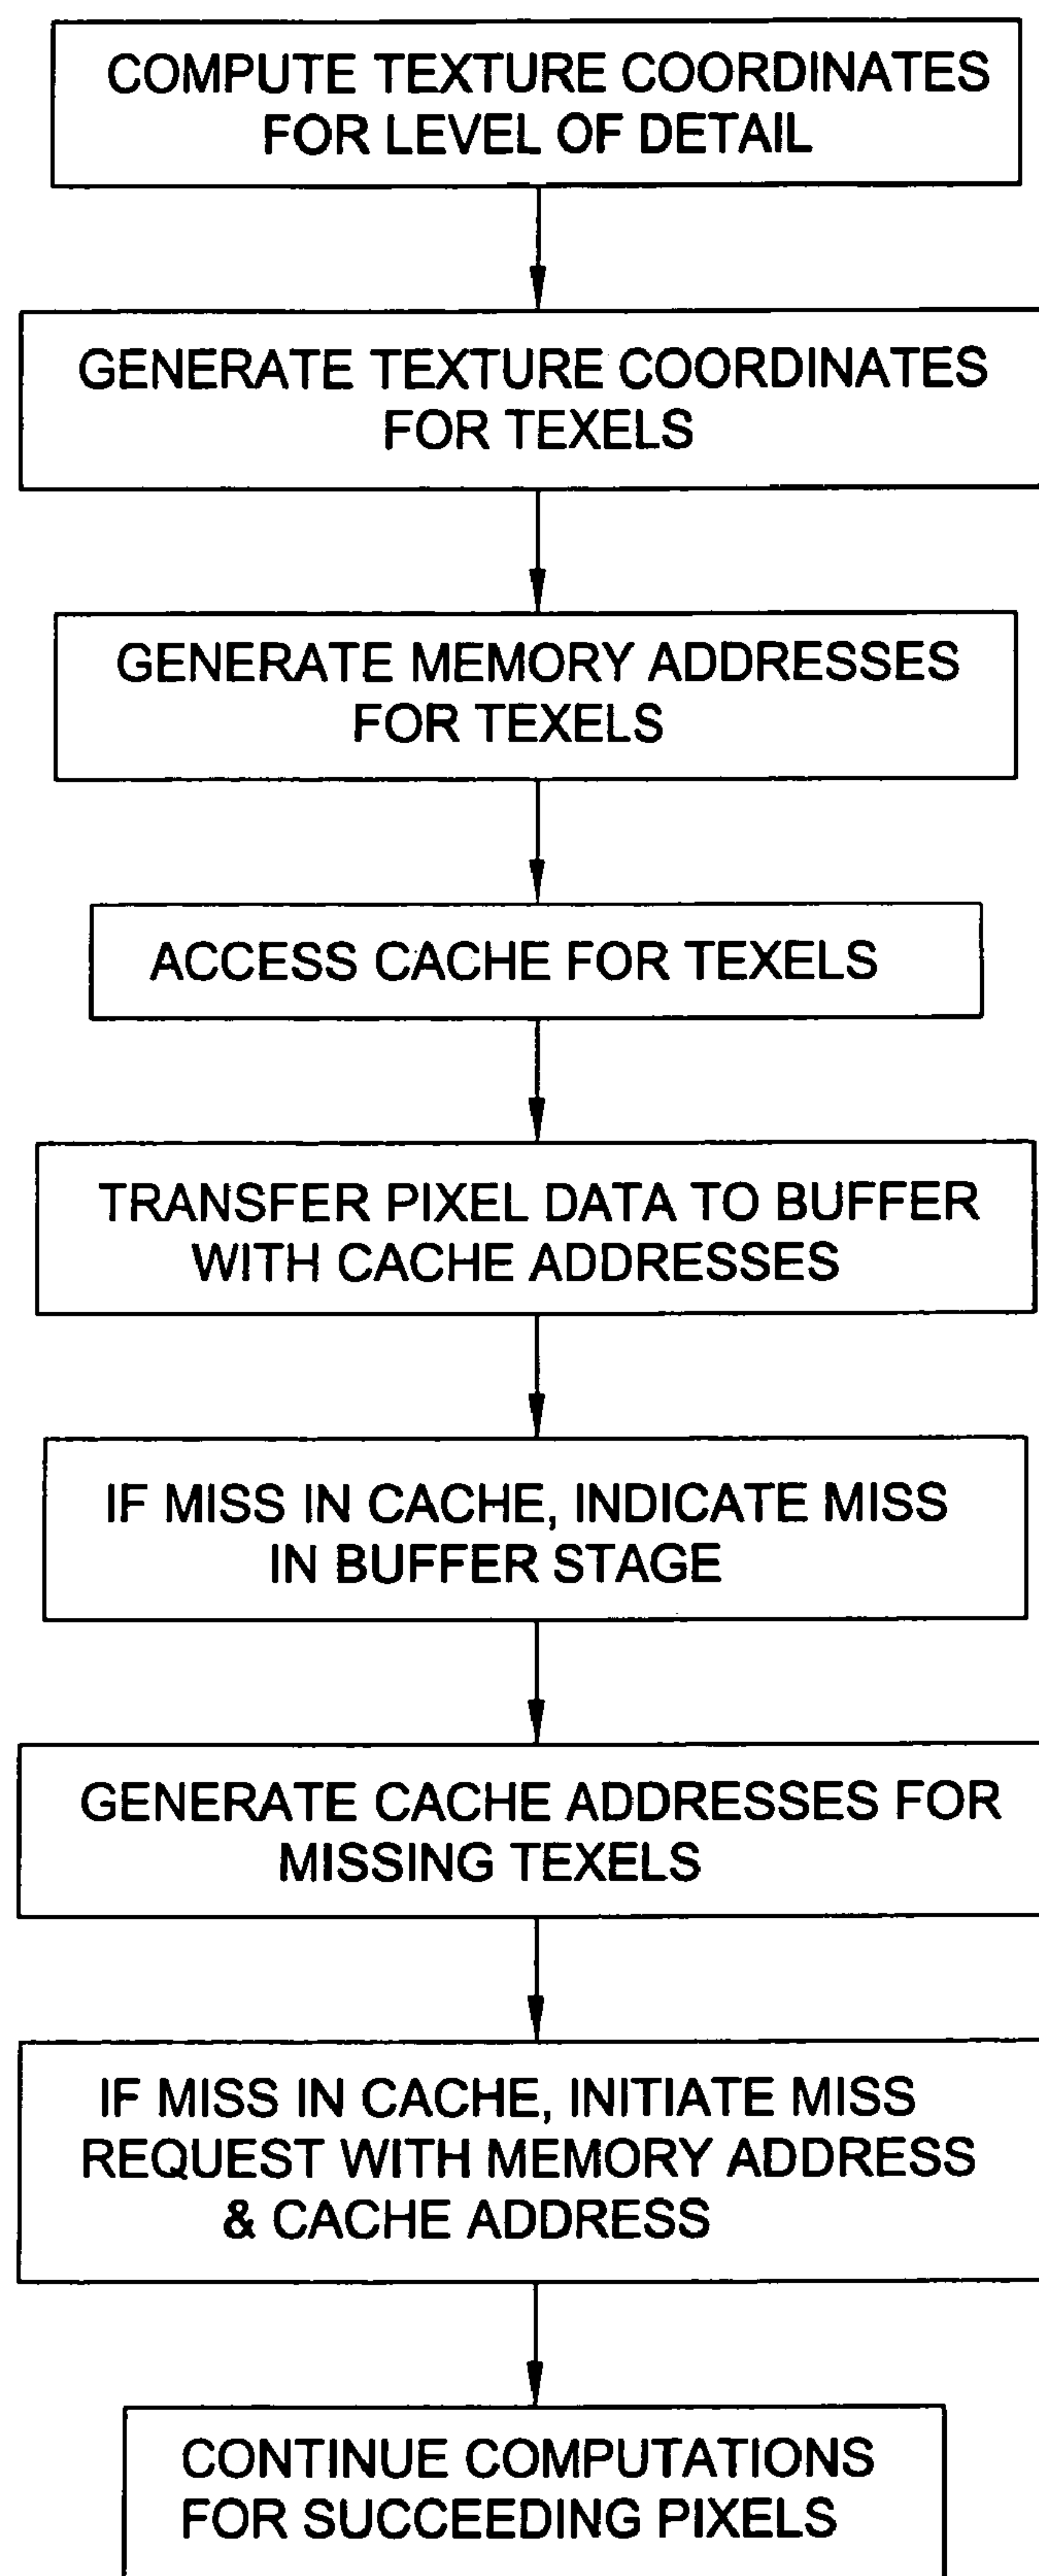 COMPUTE TEXTURE COORDINATES
FOR LEVEL OF DETAIL
GENERATE TEXTURE COORDINATES
FOR TEXELS
GENERATE MEMORY ADDRESSES
FOR TEXELS
ACCESS CACHE FOR TEXELS
TRANSFER PIXEL DATA TO BUFFER
WITH CACHE ADDRESSES
IF MISS IN CACHE, INDICATE MISS
IN BUFFER STAGE
GENERATE CACHE ADDRESSES FOR
MISSING TEXELS
IF MISS IN CACHE, INITIATE MISS
REQUEST WITH MEMORY ADDRESS
& CACHE ADDRESS
CONTINUE COMPUTATIONS
FOR SUCCEEDING PIXELS